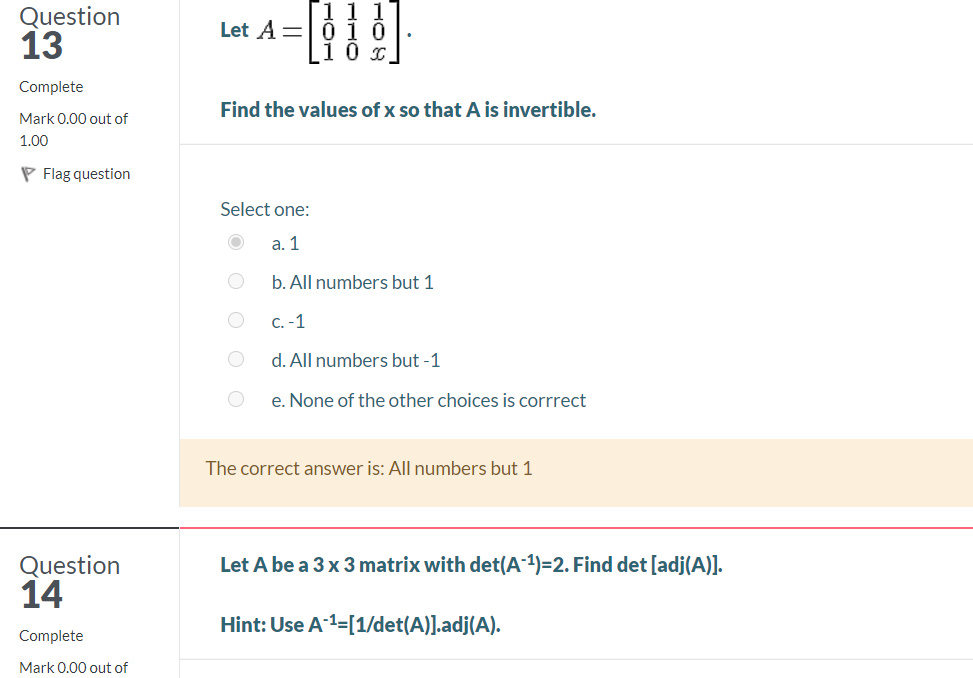 Question
13
Complete
Mark 0.00 out of
1.00
Flag question
Let A = [1 1 1
0 1 0
1 0 x].
Find the values of x so that A is invertible.
Select one:
a. 1
b. All numbers but 1
c. -1
d. All numbers but -1
e. None of the other choices is corrrect
The correct answer is: All numbers but 1
Question
14
Complete
Mark 0.00 out of
Let A be a 3 x 3 matrix with det(A⁻¹)=2. Find det [adj(A)].
Hint: Use A⁻¹=[1/det(A)].adj(A).